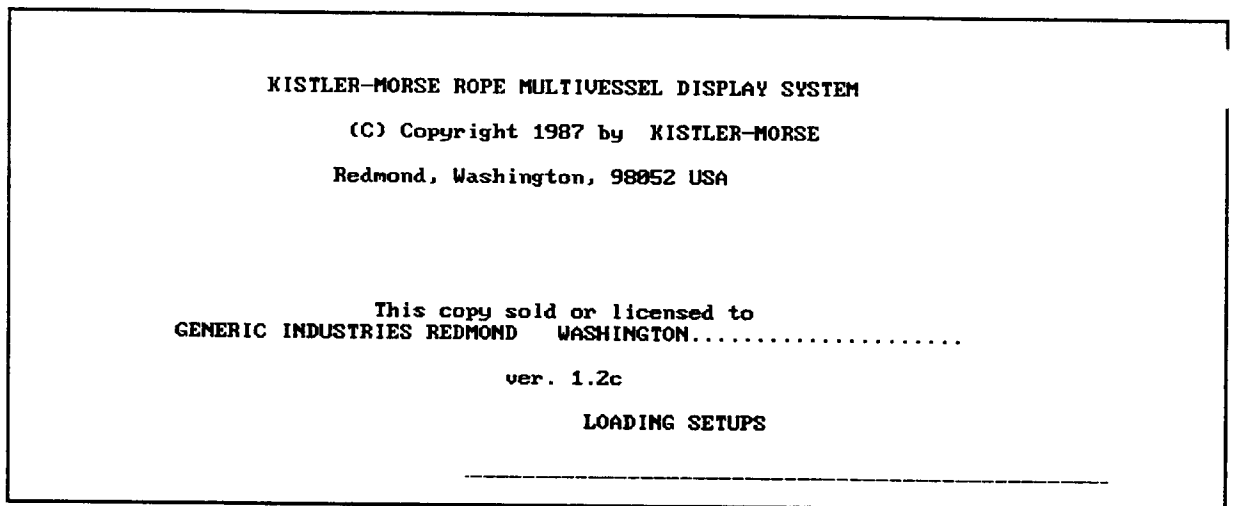 KISTLER-MORSE ROPE MULTIVESSEL DISPLAY SYSTEM
(C) Copyright 1987 by KISTLER-MORSE
Redmond, Washington, 98052 USA
This copy sold or licensed to
GENERIC INDUSTRIES REDMOND WASHINGTON.....................
ver. 1.2c
LOADING SETUPS